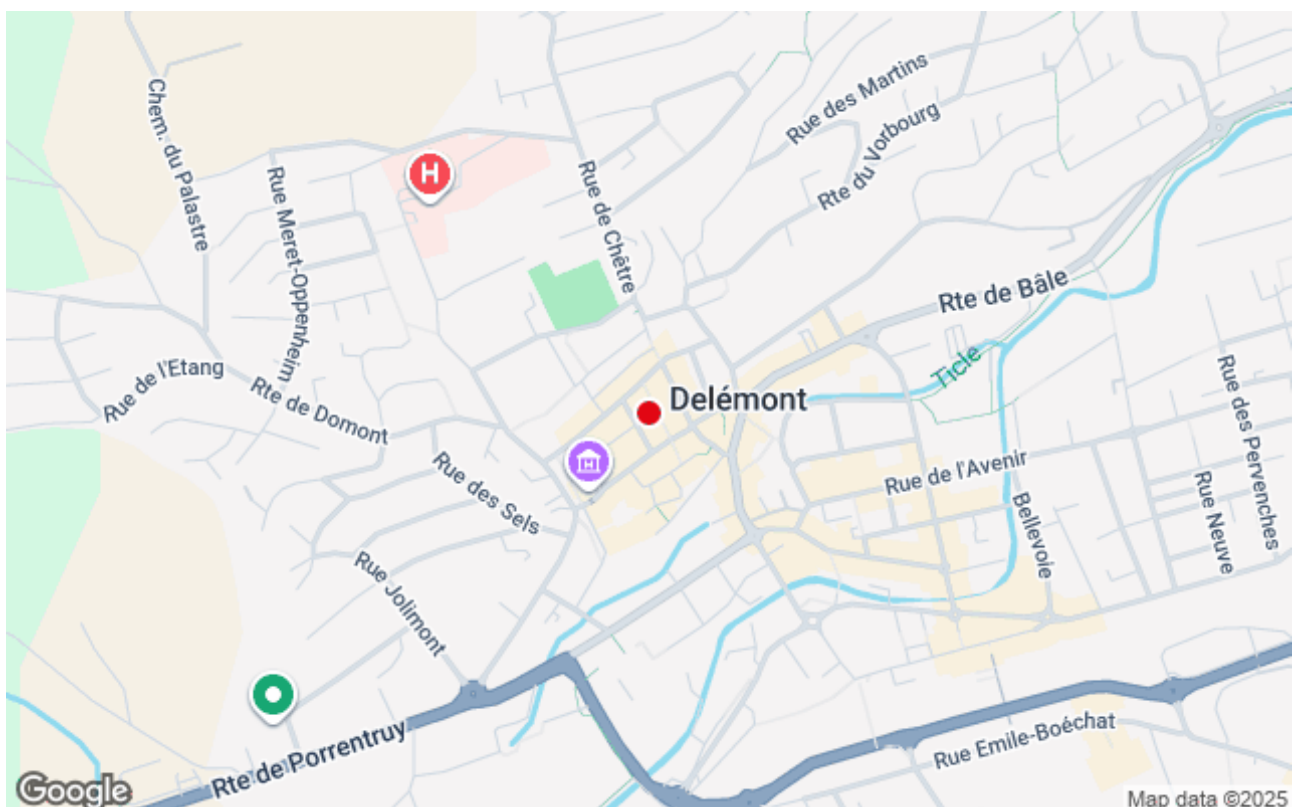 Rue des Martins
Chem. du Palastre
Rte du Vorbourg
Rue Meret-Oppenheim
H
Rue de Chêtre
Rte de Bâle
Ticle
Rue de l'Etang
Rte de Domont
Delémont
Rue des Pervenches
Rue des Sels
Rue de l'Avenir
Rue Neuve
Bellevoie
Rue Jolimont
Rte de Porrentruy
Rue Emile-Boéchat
Google
Map data ©2025